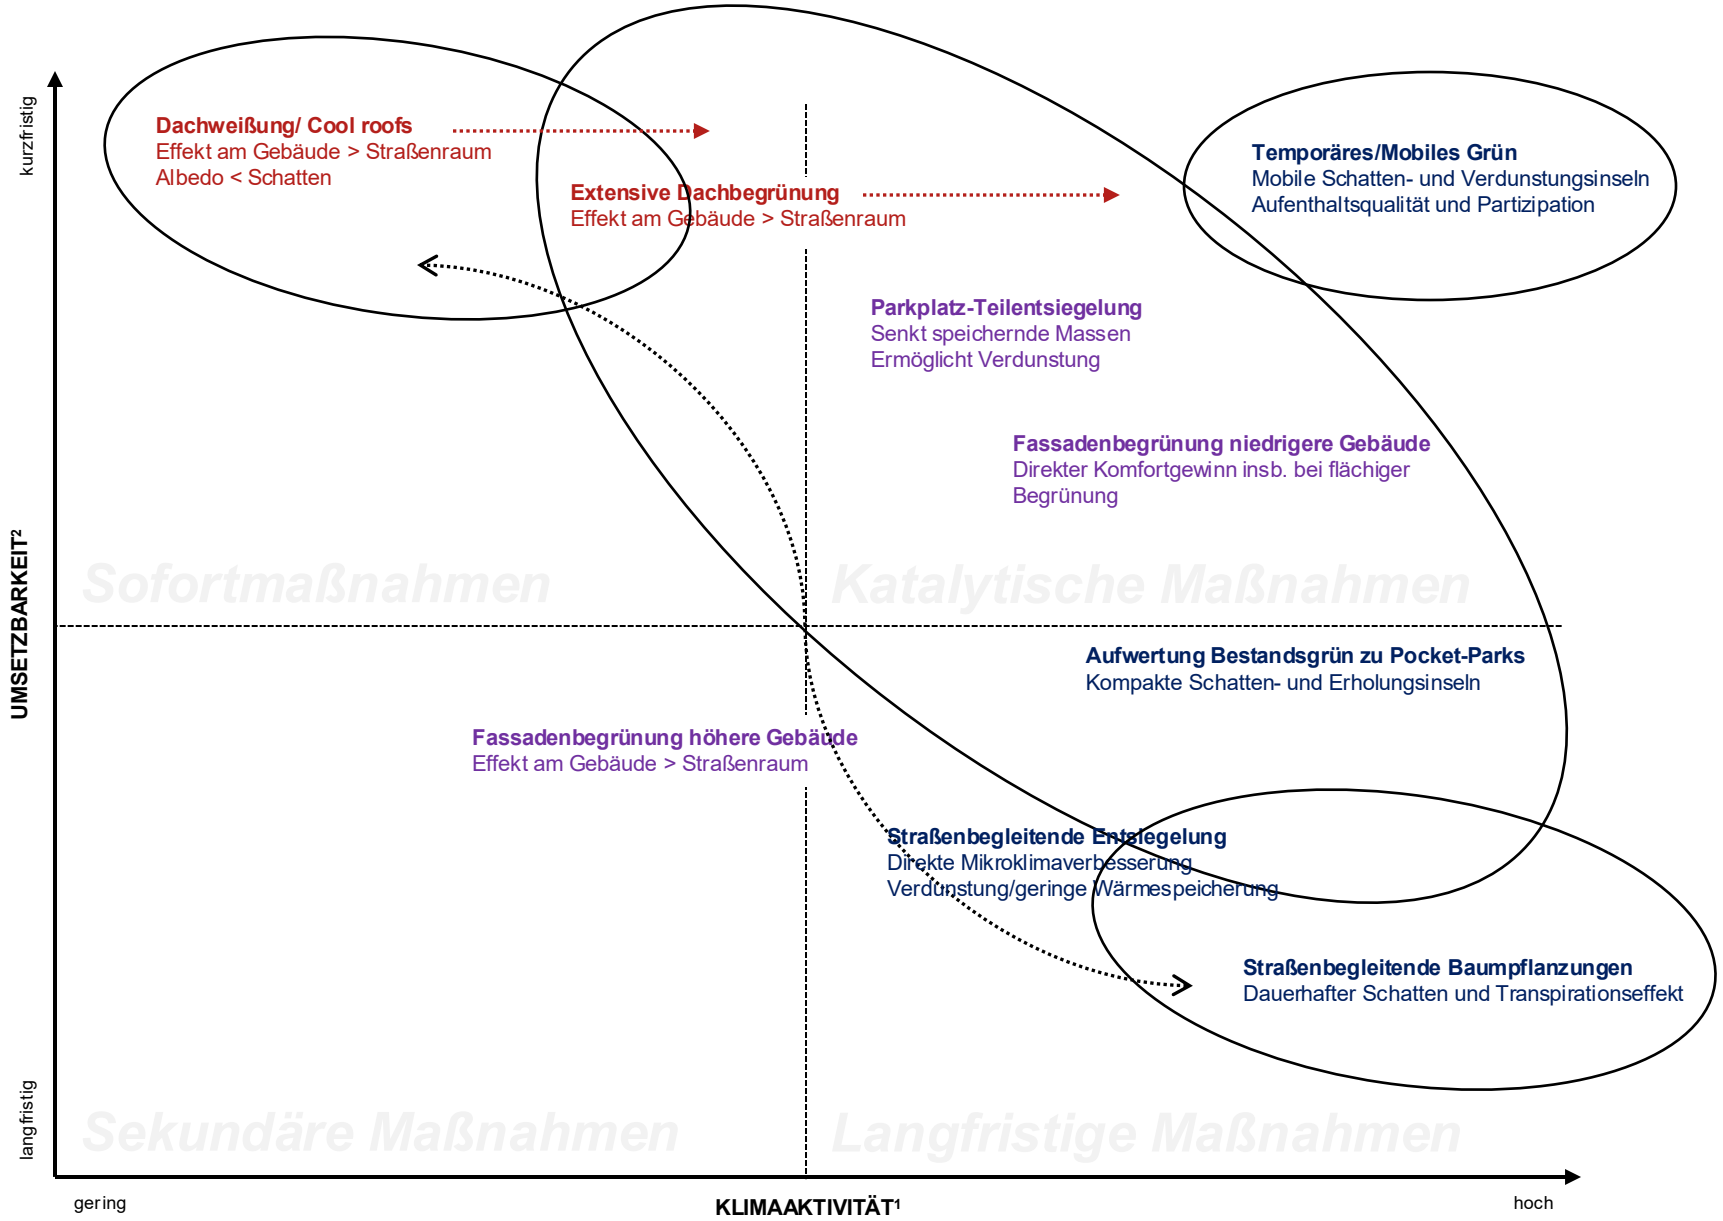 kurzfristig
Dachweißung/ Cool roofs
Effekt am Gebäude > Straßenraum
Albedo < Schatten
Extensive Dachbegrünung
Effekt am Gebäude > Straßenraum
Temporäres/Mobiles Grün
Mobile Schatten- und Verdunstungsinseln
Aufenthaltsqualität und Partizipation
Parkplatz-Teilentsiegelung
Senkt speichernde Massen
Ermöglicht Verdunstung
Fassadenbegrünung niedrigere Gebäude
Direkter Komfortgewinn insb. bei flächiger
Begrünung
Sofortmaßnahmen
Katalytische Maßnahmen
UMSETZBARKEIT²
Aufwertung Bestandsgrün zu Pocket-Parks
Kompakte Schatten- und Erholungsinseln
Fassadenbegrünung höhere Gebäude
Effekt am Gebäude > Straßenraum
Straßenbegleitende Entsiegelung
Direkte Mikroklimaverbesserung
Verdunstung/geringe Wärmespeicherung
Straßenbegleitende Baumpflanzungen
Dauerhafter Schatten und Transpirationseffekt
langfristig
Sekundäre Maßnahmen
Langfristige Maßnahmen
gering
KLIMAAKTIVITÄT¹
hoch